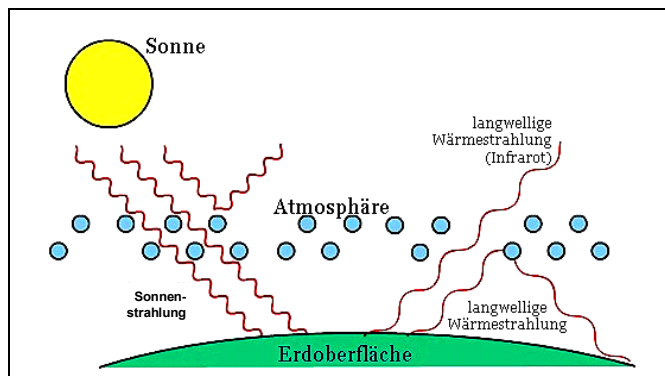 Sonne
langwellige
Wärmestrahlung
(Infrarot)
Atmosphäre
Sonnen-
strahlung
langwellige
Wärmestrahlung
Erdoberfläche